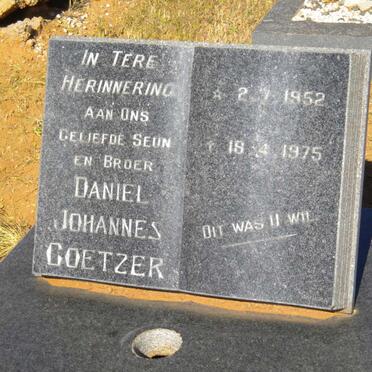 In Tere
Herinnering
aan ons
geliefde seun
en broer
Daniel
Johannes
Coetzer
* 2.7.1952
† 18.4.1975
Dit was U wil